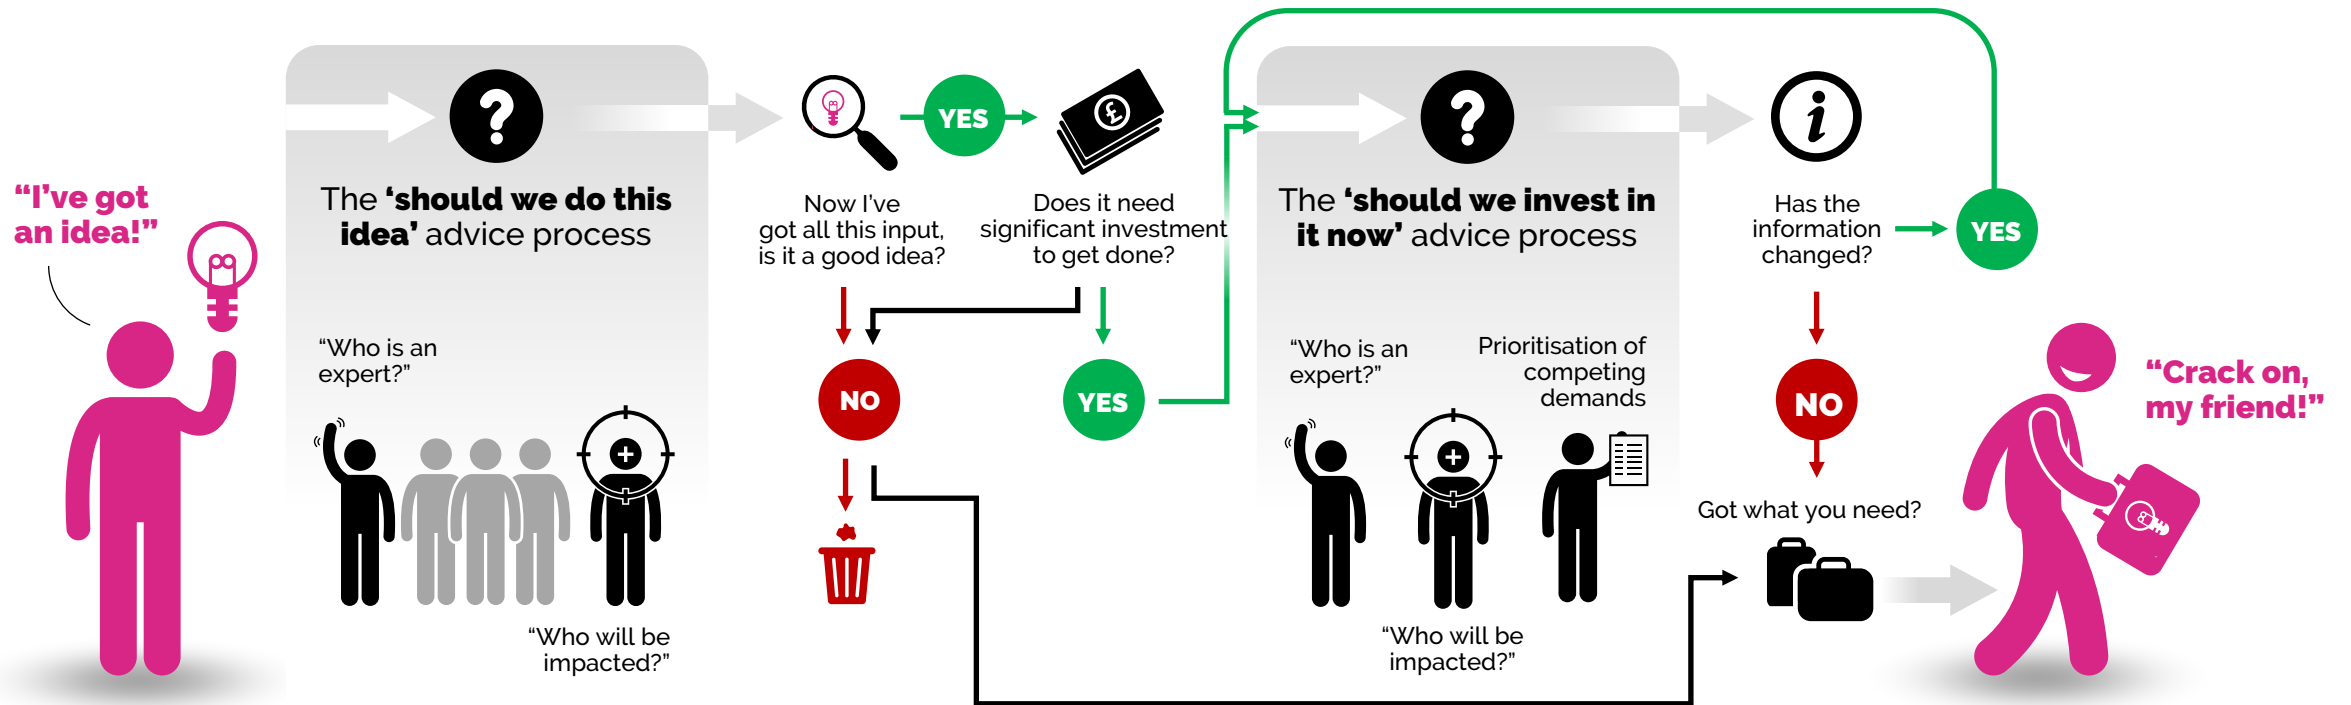 “I’ve got
an idea!”
The ‘should we do this
idea’ advice process
“Who is an
expert?”
“Who will be
impacted?”
Now I’ve
got all this input,
is it a good idea?
YES
£
Does it need
significant investment
to get done?
NO
YES
The ‘should we invest in
it now’ advice process
“Who is an
expert?”
Prioritisation of
competing
demands
“Who will be
impacted?”
Has the
information
changed?
YES
NO
Got what you need?
“Crack on,
my friend!”